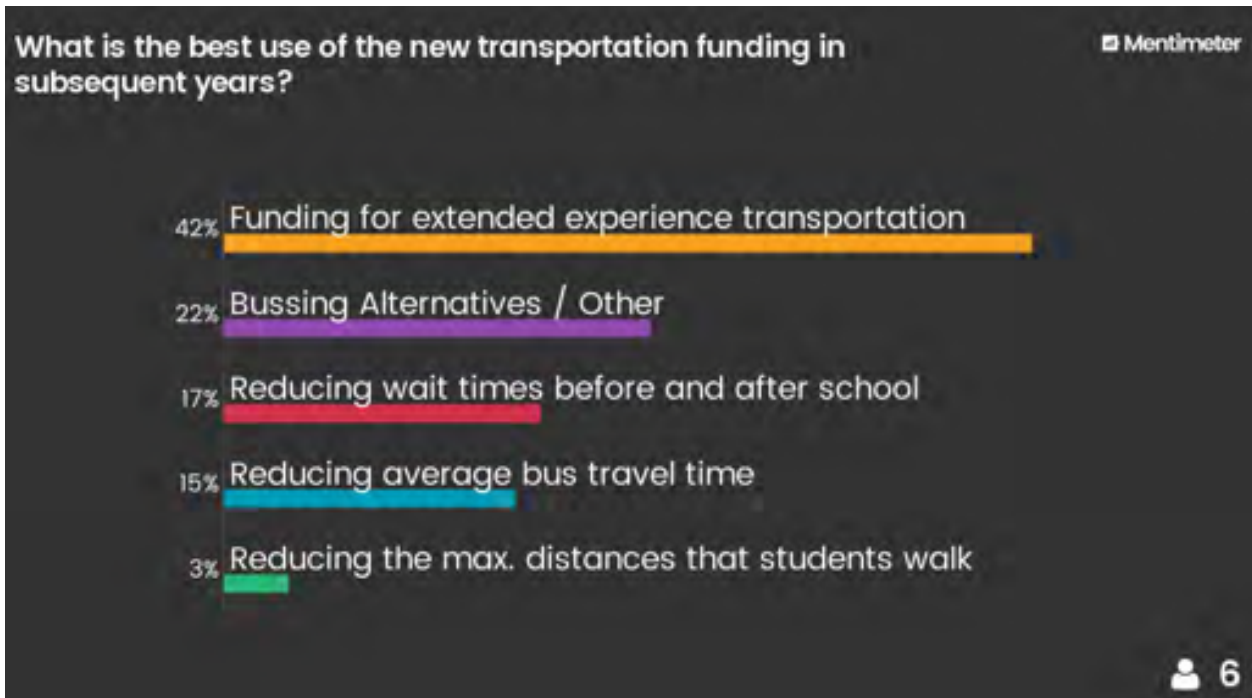 What is the best use of the new transportation funding in
subsequent years?
Mentimeter
42% Funding for extended experience transportation
22% Bussing Alternatives / Other
17% Reducing wait times before and after school
15% Reducing average bus travel time
3% Reducing the max. distances that students walk
6